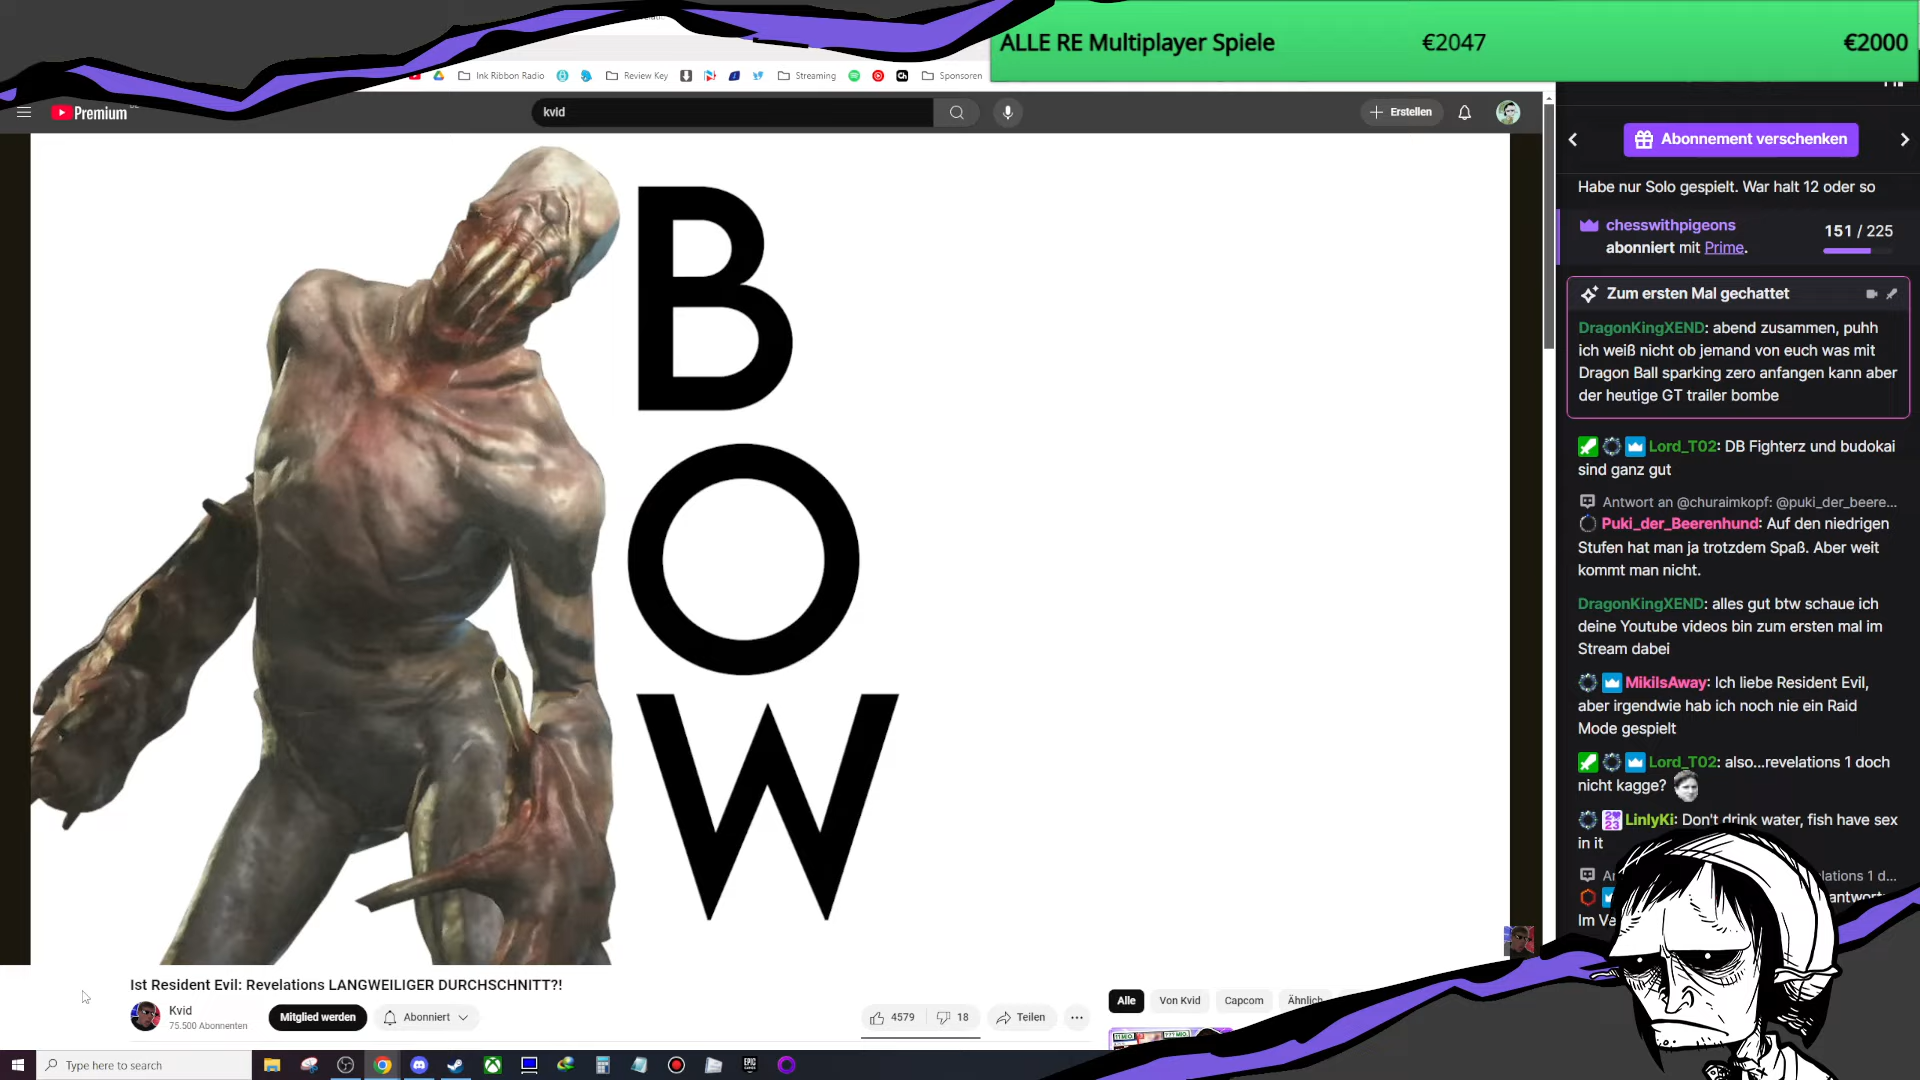 ALLE RE Multiplayer Spiele €2047 €2000
Ink Ribbon Radio Review Key Streaming Sponsoren
Premium kvid Erstellen
B
O
W
Abonnement verschenken
Habe nur Solo gespielt. War halt 12 oder so
chesswithpigeons 151 / 225
abonniert mit Prime.
Zum ersten Mal gechattet
DragonKingXEND: abend zusammen, puhh
ich weiß nicht ob jemand von euch was mit
Dragon Ball sparking zero anfangen kann aber
der heutige GT trailer bombe
Lord_T02: DB Fighterz und budokai
sind ganz gut
Antwort an @churaimkopf: @puki_der_beere...
Puki_der_Beerenhund: Auf den niedrigen
Stufen hat man ja trotzdem Spaß. Aber weit
kommt man nicht.
DragonKingXEND: alles gut btw schaue ich
deine Youtube videos bin zum ersten mal im
Stream dabei
MikilsAway: Ich liebe Resident Evil,
aber irgendwie hab ich noch nie ein Raid
Mode gespielt
Lord_T02: also...revelations 1 doch
nicht kagge?
LinlyKi: Don't drink water, fish have sex
in it
lations 1 d...
antwort
Im Va
Ist Resident Evil: Revelations LANGWEILIGER DURCHSCHNITT?!
Kvid
75.500 Abonnenten
Mitglied werden Abonniert 4579 18 Teilen
Alle Von Kvid Capcom Ähnlich
Type here to search